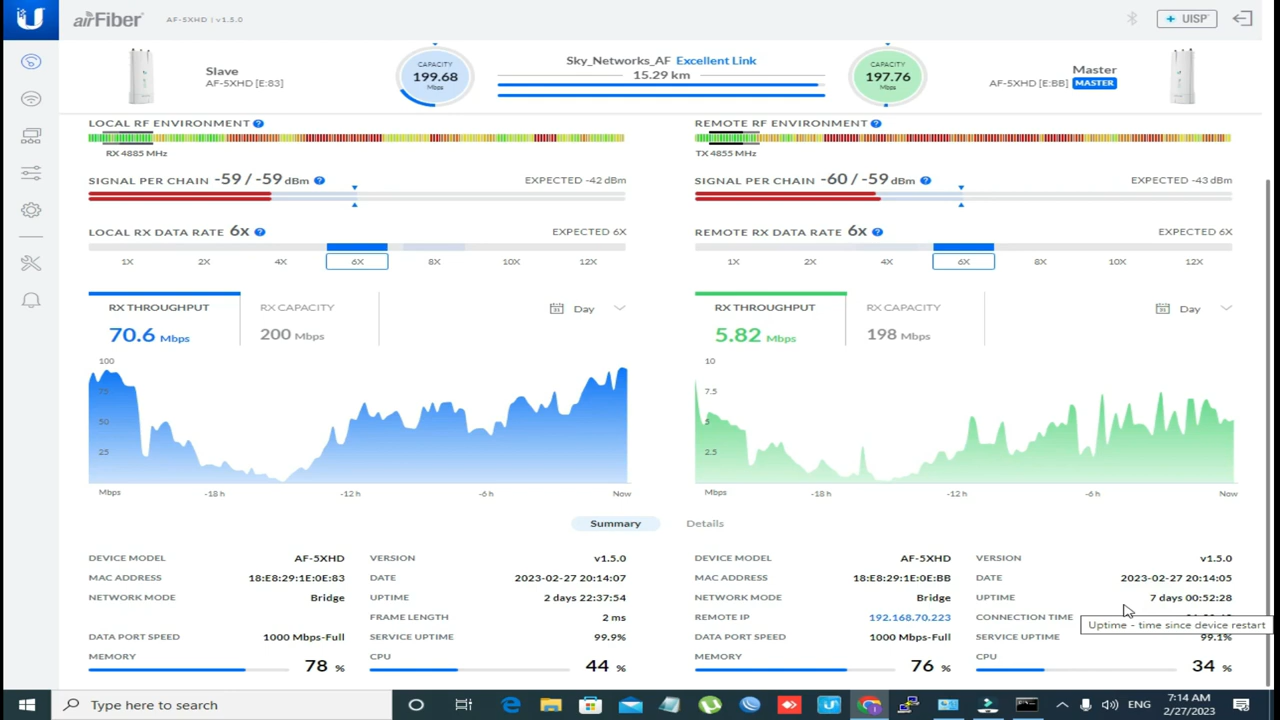 airFiber
AF-5XHD | v1.5.0
UISP
Slave
AF-5XHD [E:83]
CAPACITY
199.68
Mbps
Sky_Networks_AF Excellent Link
15.29 km
CAPACITY
197.76
Mbps
Master
AF-5XHD [E:BB] MASTER
LOCAL RF ENVIRONMENT ?
RX 4885 MHz
SIGNAL PER CHAIN -59 / -59 dBm ?
EXPECTED -42 dBm
LOCAL RX DATA RATE 6x ?
EXPECTED 6X
1X 2X 4X 6X 8X 10X 12X
RX THROUGHPUT
70.6 Mbps
RX CAPACITY
200 Mbps
Day
100
75
50
25
Mbps -18 h -12 h -6 h Now
REMOTE RF ENVIRONMENT ?
TX 4855 MHz
SIGNAL PER CHAIN -60 / -59 dBm ?
EXPECTED -43 dBm
REMOTE RX DATA RATE 6x ?
EXPECTED 6X
1X 2X 4X 6X 8X 10X 12X
RX THROUGHPUT
5.82 Mbps
RX CAPACITY
198 Mbps
Day
10
7.5
5
2.5
Mbps -18 h -12 h -6 h Now
Summary Details
DEVICE MODEL AF-5XHD
MAC ADDRESS 18:E8:29:1E:0E:83
NETWORK MODE Bridge
DATA PORT SPEED 1000 Mbps-Full
MEMORY 78 %
VERSION v1.5.0
DATE 2023-02-27 20:14:07
UPTIME 2 days 22:37:54
FRAME LENGTH 2 ms
SERVICE UPTIME 99.9%
CPU 44 %
DEVICE MODEL AF-5XHD
MAC ADDRESS 18:E8:29:1E:0E:BB
NETWORK MODE Bridge
REMOTE IP 192.168.70.223
DATA PORT SPEED 1000 Mbps-Full
MEMORY 76 %
VERSION v1.5.0
DATE 2023-02-27 20:14:05
UPTIME 7 days 00:52:28
CONNECTION TIME
Uptime - time since device restart
SERVICE UPTIME 99.1%
CPU 34 %
Type here to search
ENG
7:14 AM
2/27/2023